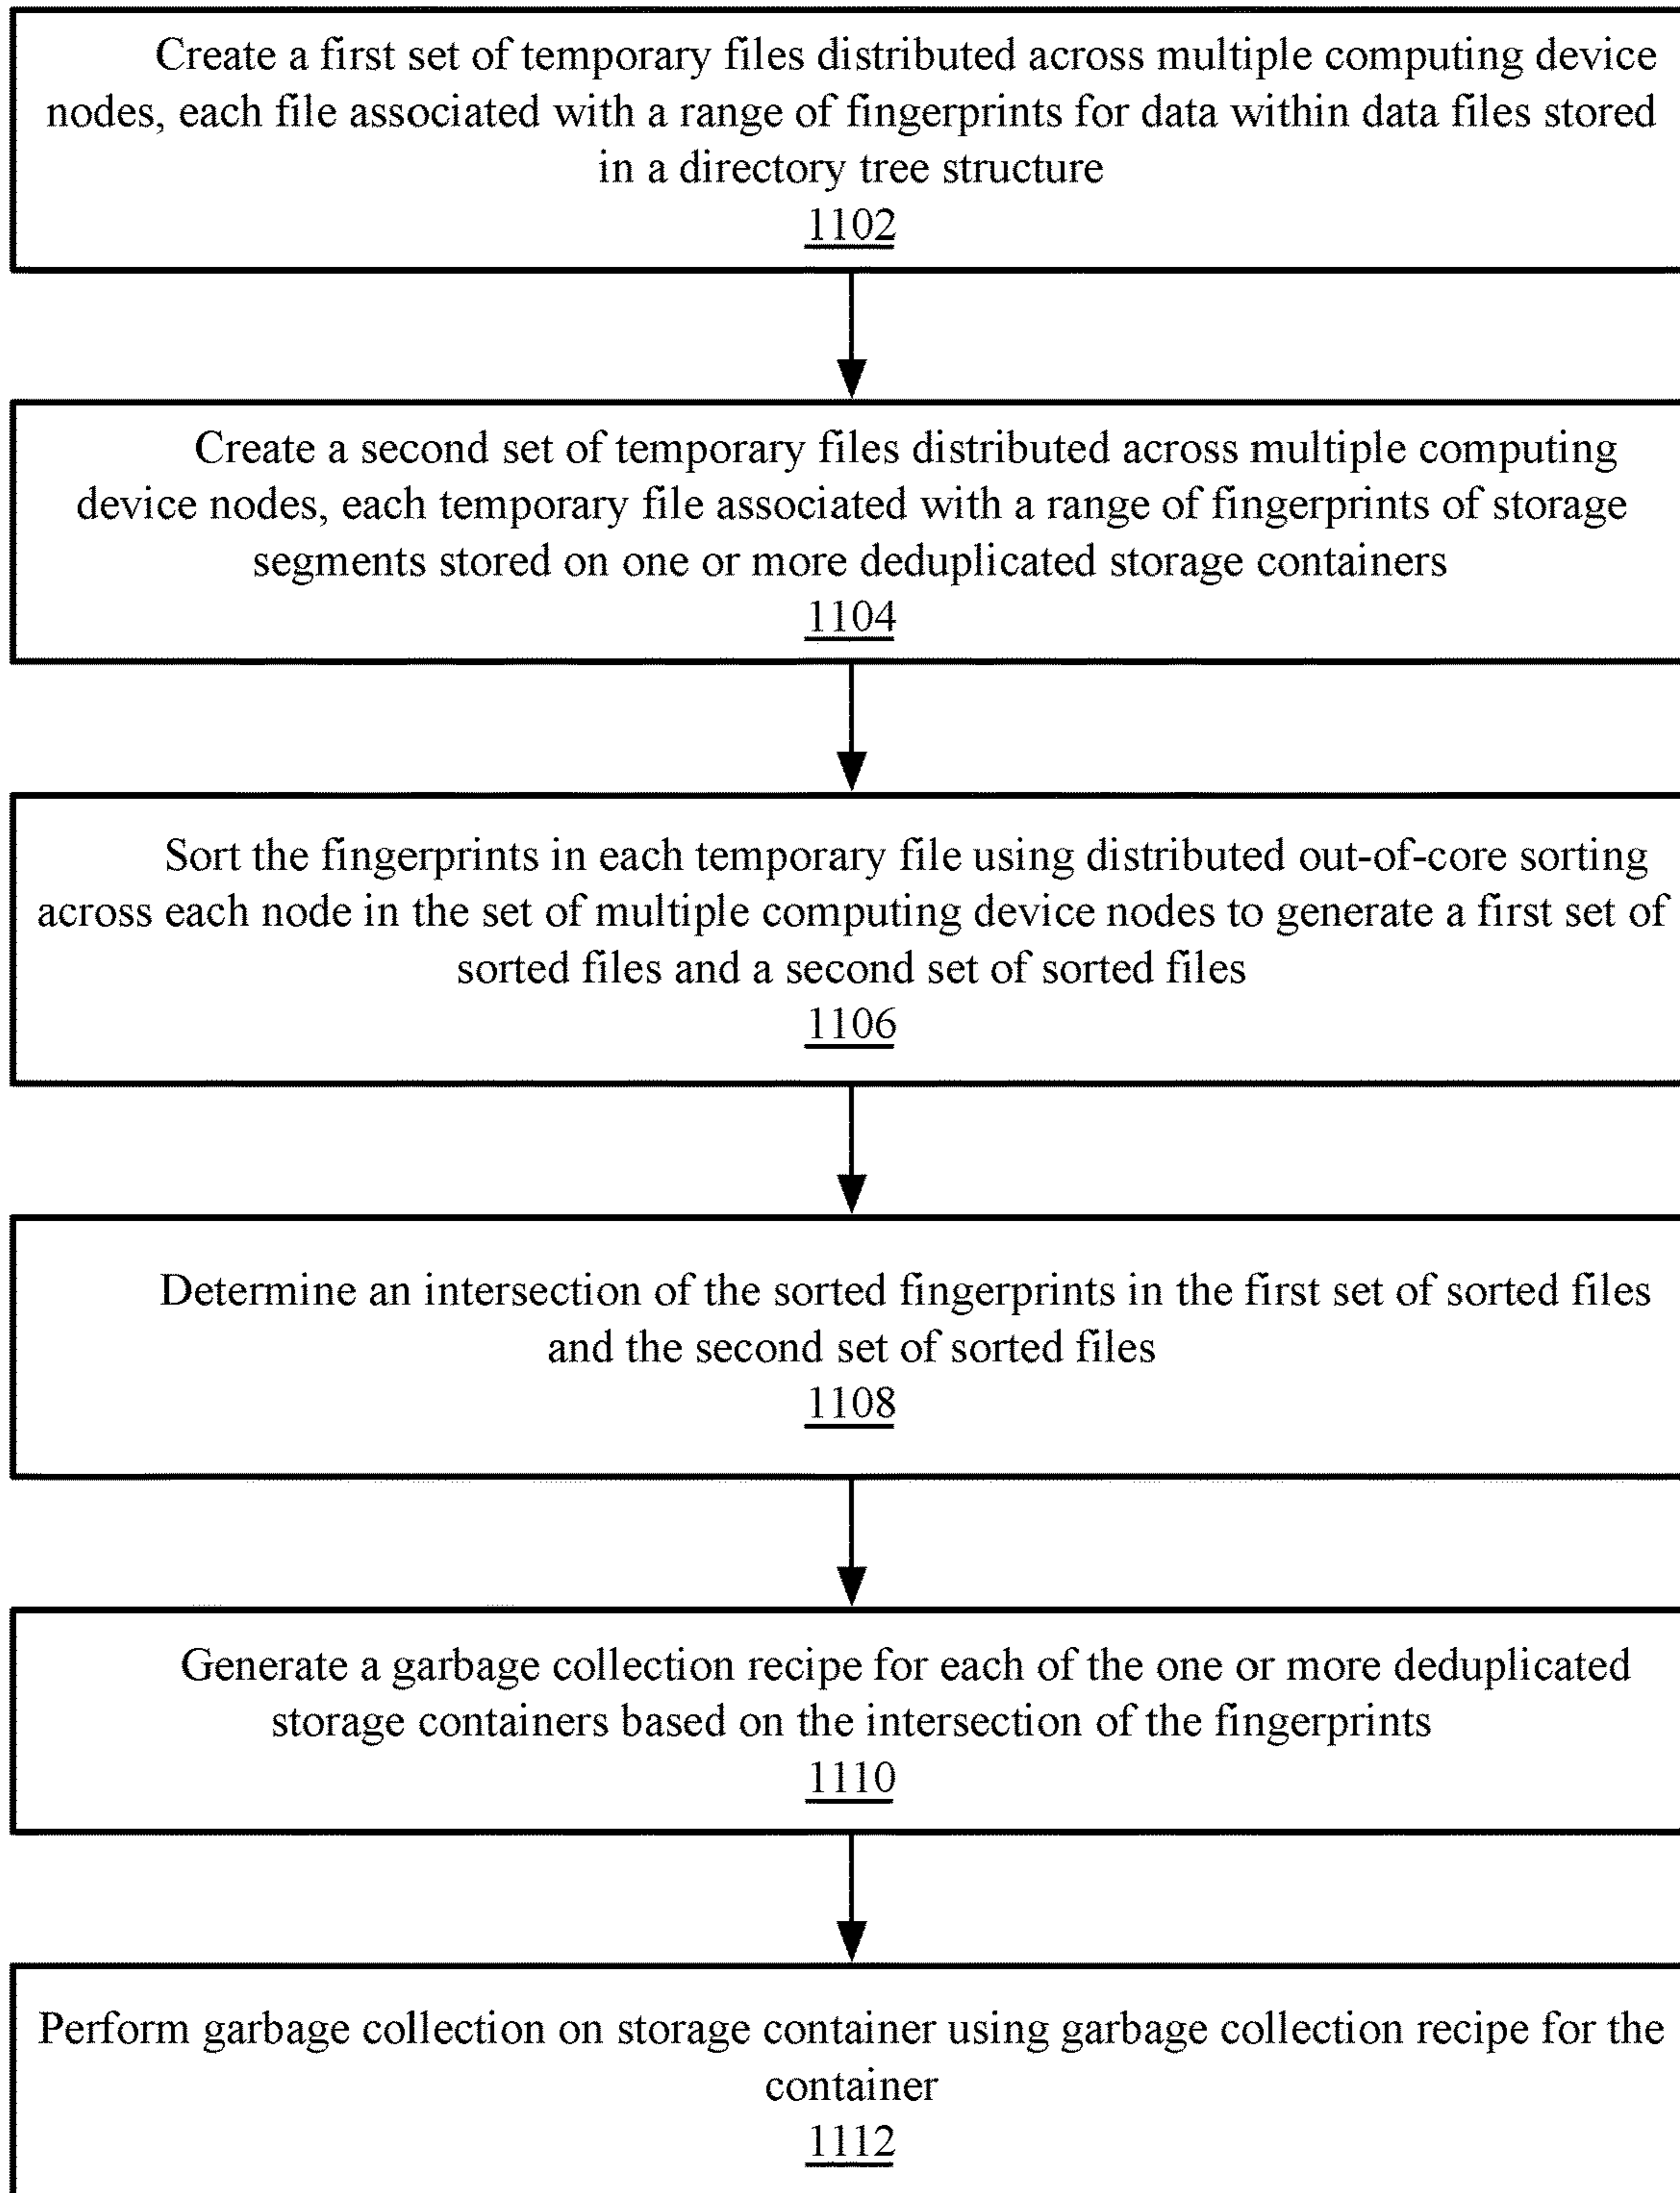 Create a first set of temporary files distributed across multiple computing device
nodes, each file associated with a range of fingerprints for data within data files stored
in a directory tree structure
1102
Create a second set of temporary files distributed across multiple computing
device nodes, each temporary file associated with a range of fingerprints of storage
segments stored on one or more deduplicated storage containers
1104
Sort the fingerprints in each temporary file using distributed out-of-core sorting
across each node in the set of multiple computing device nodes to generate a first set of
sorted files and a second set of sorted files
1106
Determine an intersection of the sorted fingerprints in the first set of sorted files
and the second set of sorted files
1108
Generate a garbage collection recipe for each of the one or more deduplicated
storage containers based on the intersection of the fingerprints
1110
Perform garbage collection on storage container using garbage collection recipe for the
container
1112